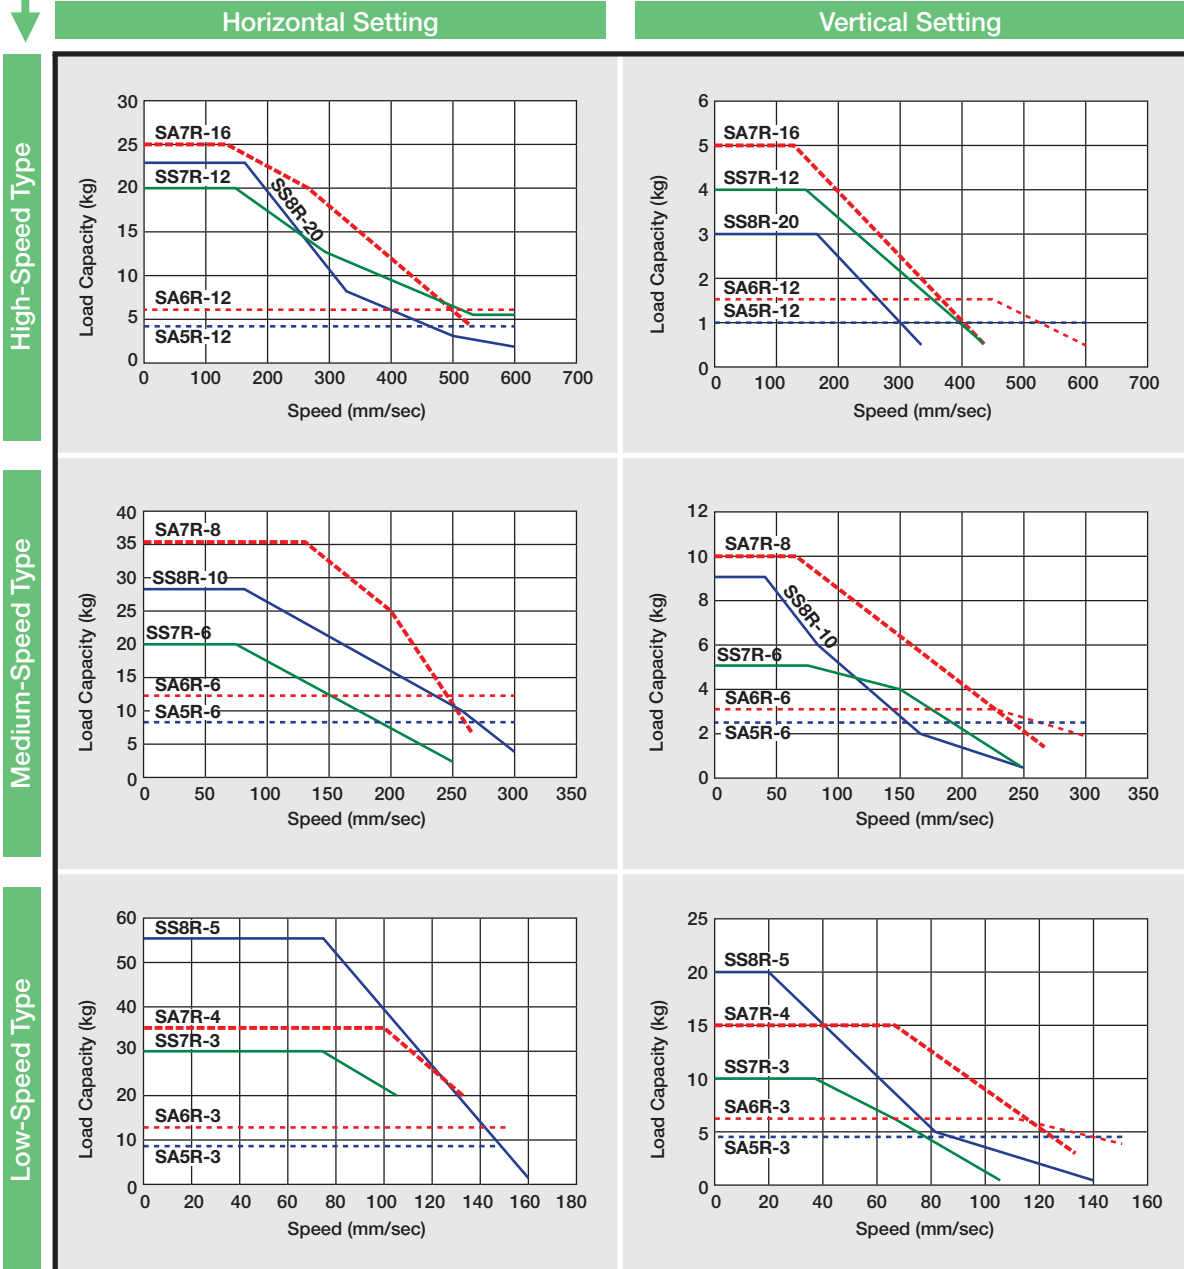 Horizontal Setting
Vertical Setting
High-Speed Type
30
25
20
15
10
5
0
Load Capacity (kg)
SA7R-16
SS7R-12
SS8R-20
SA6R-12
SA5R-12
0 100 200 300 400 500 600 700
Speed (mm/sec)
6
5
4
3
2
1
0
Load Capacity (kg)
SA7R-16
SS7R-12
SS8R-20
SA6R-12
SA5R-12
0 100 200 300 400 500 600 700
Speed (mm/sec)
Medium-Speed Type
40
35
30
25
20
15
10
5
0
Load Capacity (kg)
SA7R-8
SS8R-10
SS7R-6
SA6R-6
SA5R-6
0 50 100 150 200 250 300 350
Speed (mm/sec)
12
10
8
6
4
2
0
Load Capacity (kg)
SA7R-8
SS8R-10
SS7R-6
SA6R-6
SA5R-6
0 50 100 150 200 250 300 350
Speed (mm/sec)
Low-Speed Type
60
50
40
30
20
10
0
Load Capacity (kg)
SS8R-5
SA7R-4
SS7R-3
SA6R-3
SA5R-3
0 20 40 60 80 100 120 140 160 180
Speed (mm/sec)
25
20
15
10
5
0
Load Capacity (kg)
SS8R-5
SA7R-4
SS7R-3
SA6R-3
SA5R-3
0 20 40 60 80 100 120 140 160
Speed (mm/sec)